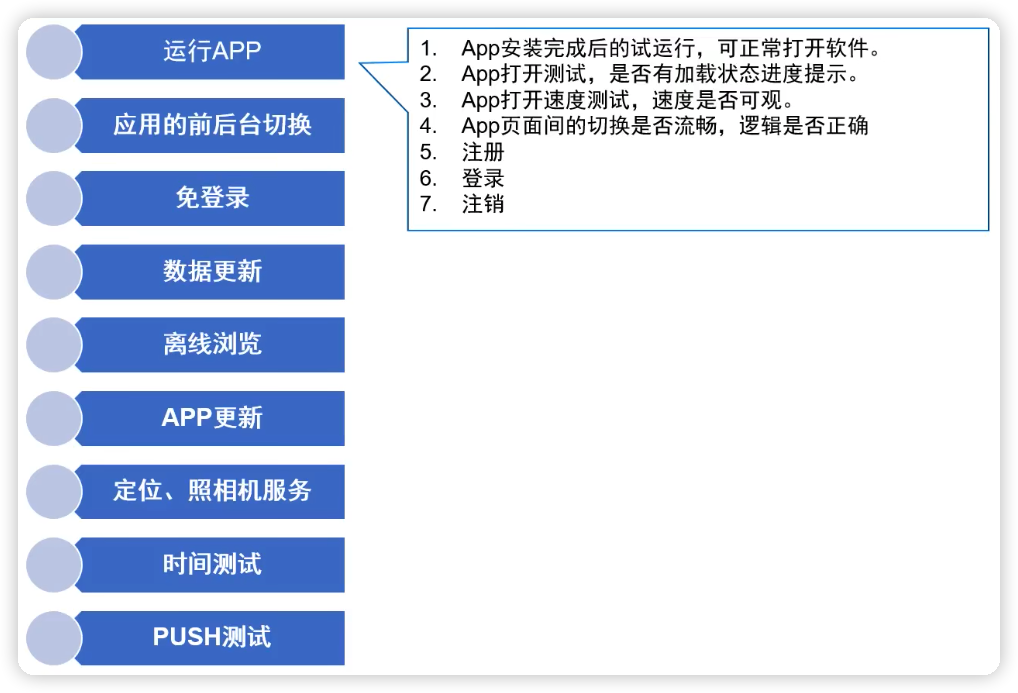 运行APP
1. App安装完成后的试运行，可正常打开软件。
2. App打开测试，是否有加载状态进度提示。
3. App打开速度测试，速度是否可观。
4. App页面间的切换是否流畅，逻辑是否正确
5. 注册
6. 登录
7. 注销
应用的前后台切换
免登录
数据更新
离线浏览
APP更新
定位、照相机服务
时间测试
PUSH测试